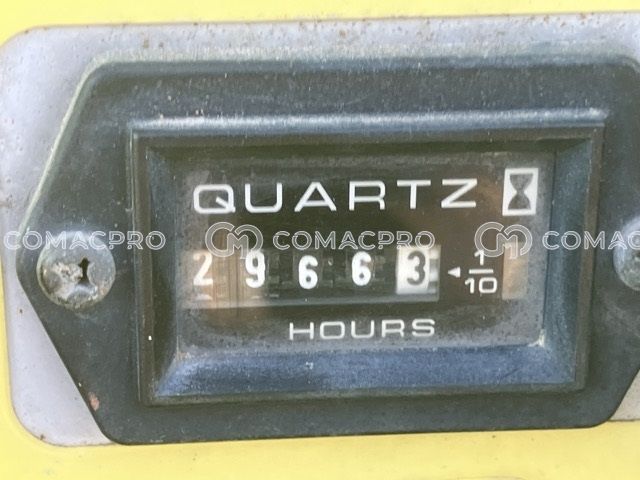 QUARTZ
COMACPRO COMACPRO COMAC
29663 ◄ 1/10
HOURS